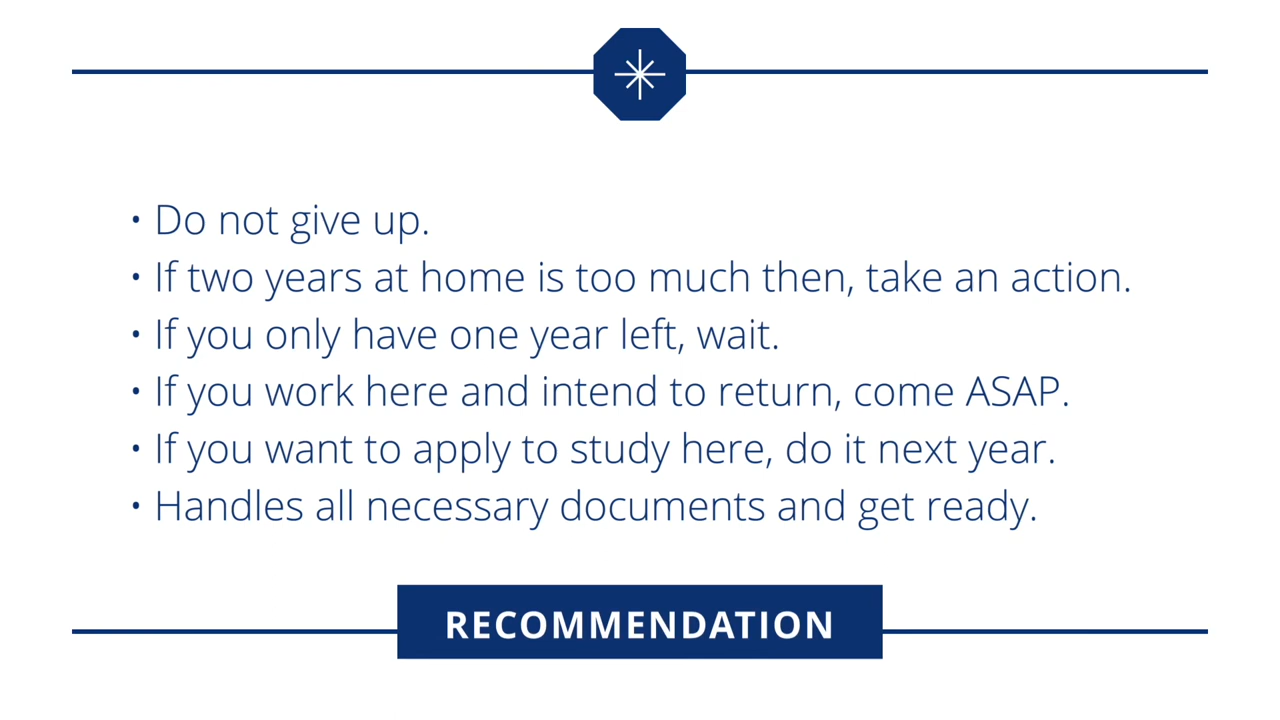 • Do not give up.
• If two years at home is too much then, take an action.
• If you only have one year left, wait.
• If you work here and intend to return, come ASAP.
• If you want to apply to study here, do it next year.
• Handles all necessary documents and get ready.
RECOMMENDATION